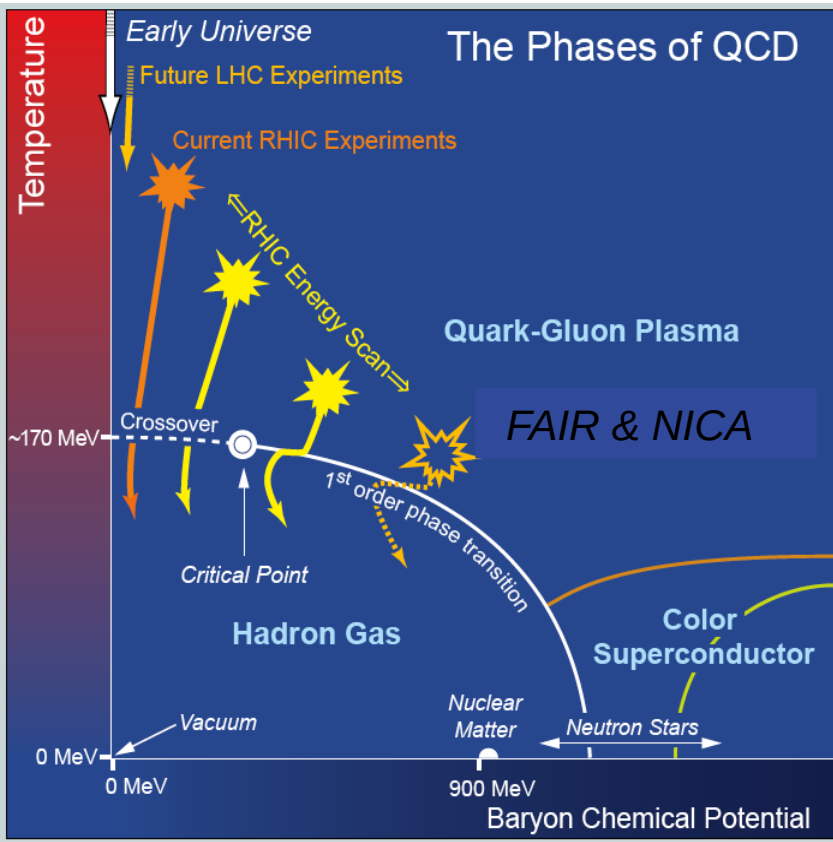 Early Universe
The Phases of QCD
Temperature
Future LHC Experiments
Current RHIC Experiments
⇐RHIC Energy Scan⇒
Quark-Gluon Plasma
FAIR & NICA
Crossover
~170 MeV
1st order phase transition
Critical Point
Hadron Gas
Color
Superconductor
Nuclear
Matter
Neutron Stars
Vacuum
0 MeV
0 MeV
900 MeV
Baryon Chemical Potential